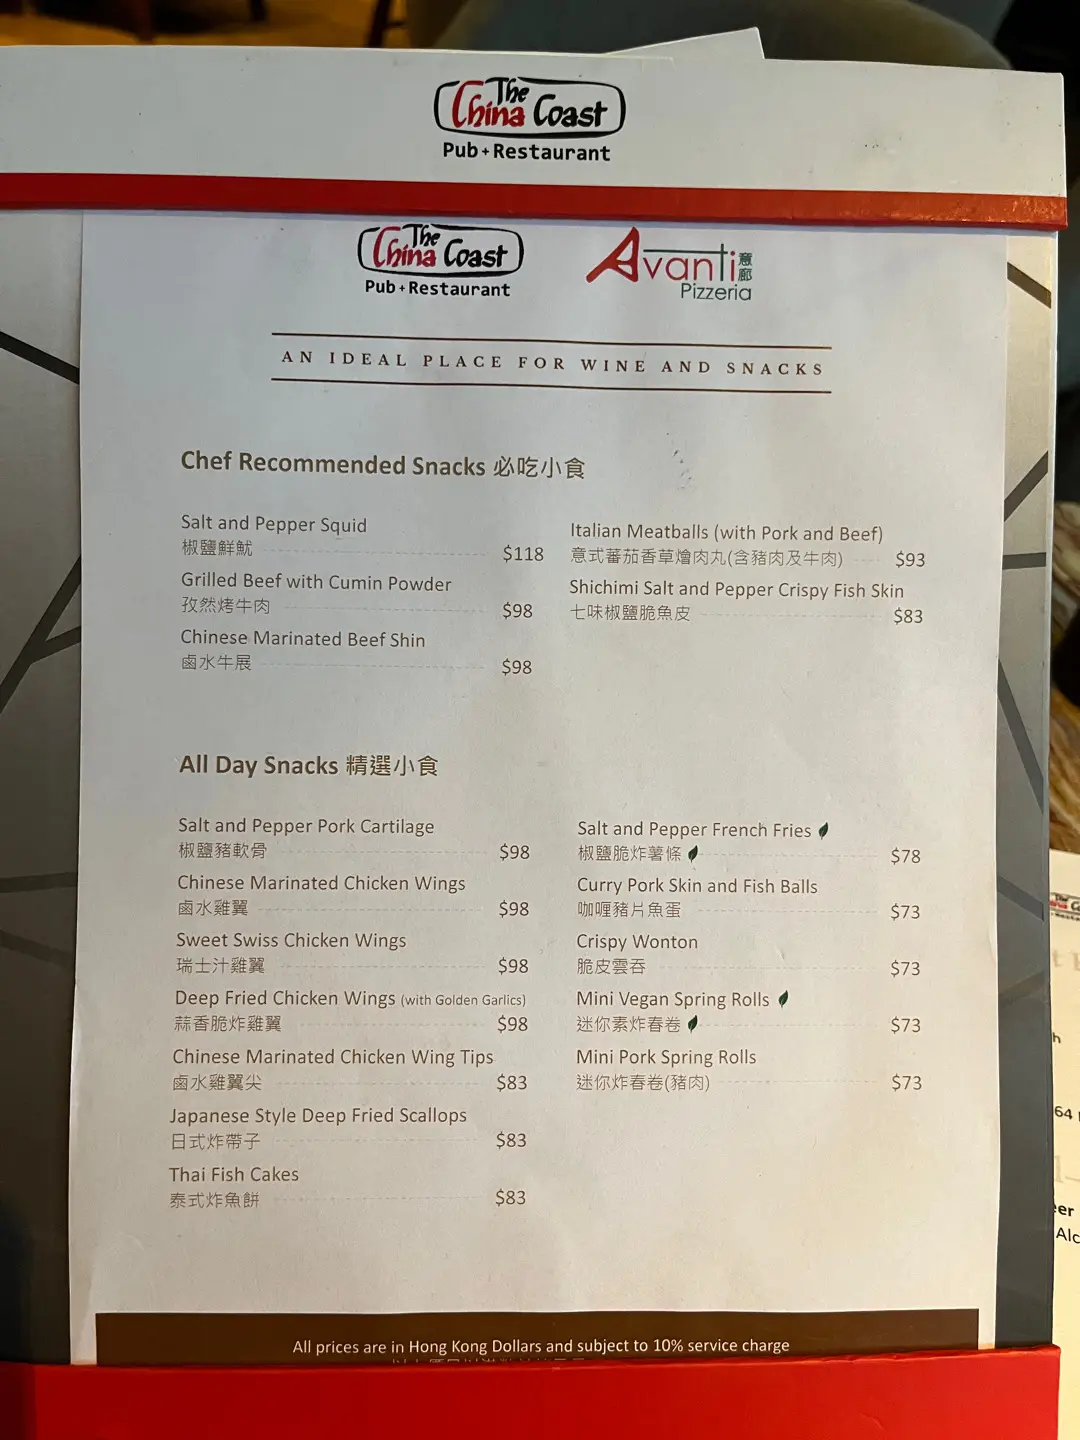 The China Coast
Pub+Restaurant
The China Coast
Pub+Restaurant
Avanti 意廊
Pizzeria
AN IDEAL PLACE FOR WINE AND SNACKS
Chef Recommended Snacks 必吃小食
Salt and Pepper Squid
椒鹽鮮魷 $118
Grilled Beef with Cumin Powder
孜然烤牛肉 $98
Chinese Marinated Beef Shin
鹵水牛展 $98
Italian Meatballs (with Pork and Beef)
意式蕃茄香草燴肉丸(含豬肉及牛肉) $93
Shichimi Salt and Pepper Crispy Fish Skin
七味椒鹽脆魚皮 $83
All Day Snacks 精選小食
Salt and Pepper Pork Cartilage
椒鹽豬軟骨 $98
Chinese Marinated Chicken Wings
鹵水雞翼 $98
Sweet Swiss Chicken Wings
瑞士汁雞翼 $98
Deep Fried Chicken Wings (with Golden Garlics)
蒜香脆炸雞翼 $98
Chinese Marinated Chicken Wing Tips
鹵水雞翼尖 $83
Japanese Style Deep Fried Scallops
日式炸帶子 $83
Thai Fish Cakes
泰式炸魚餅 $83
Salt and Pepper French Fries
椒鹽脆炸薯條 $78
Curry Pork Skin and Fish Balls
咖喱豬片魚蛋 $73
Crispy Wonton
脆皮雲吞 $73
Mini Vegan Spring Rolls
迷你素炸春卷 $73
Mini Pork Spring Rolls
迷你炸春卷(豬肉) $73
All prices are in Hong Kong Dollars and subject to 10% service charge
64
Alc